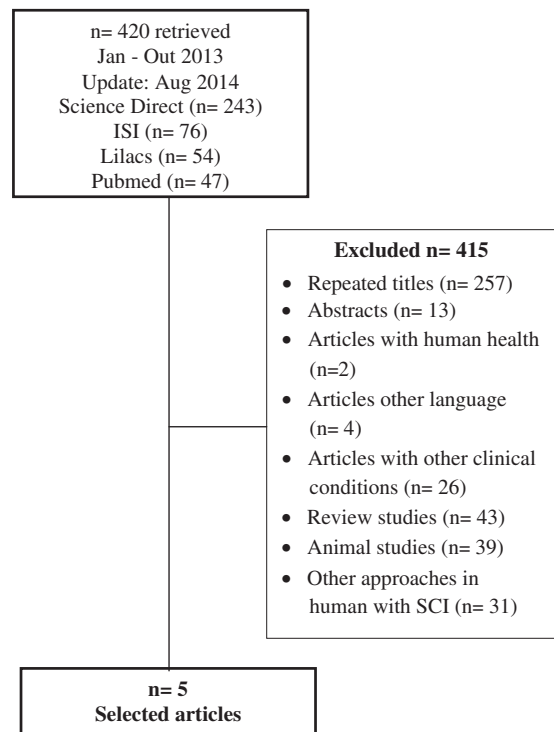 n= 420 retrieved
Jan - Out 2013
Update: Aug 2014
Science Direct (n= 243)
ISI (n= 76)
Lilacs (n= 54)
Pubmed (n= 47)
Excluded n= 415
• Repeated titles (n= 257)
• Abstracts (n= 13)
• Articles with human health
(n=2)
• Articles other language
(n= 4)
• Articles with other clinical
conditions (n= 26)
• Review studies (n= 43)
• Animal studies (n= 39)
• Other approaches in
human with SCI (n= 31)
n= 5
Selected articles